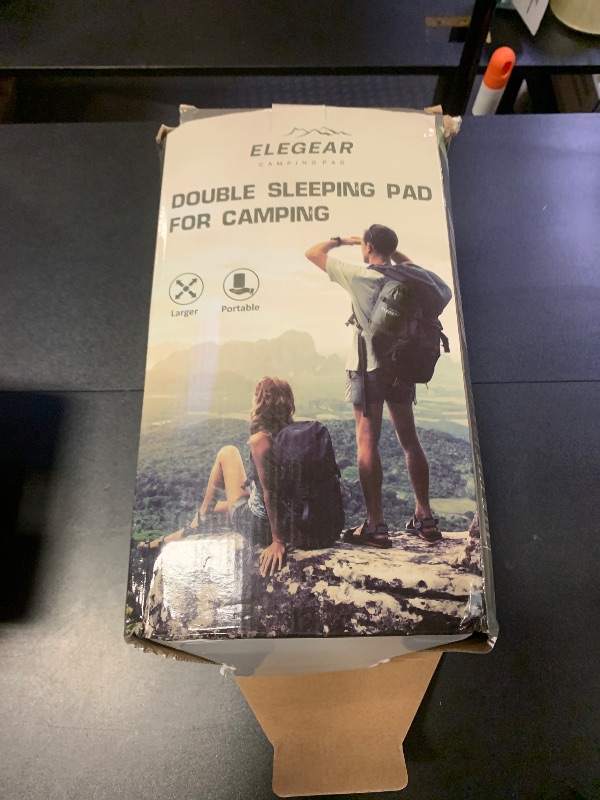 ELEGEAR
CAMPING PAD
DOUBLE SLEEPING PAD
FOR CAMPING
Larger Portable